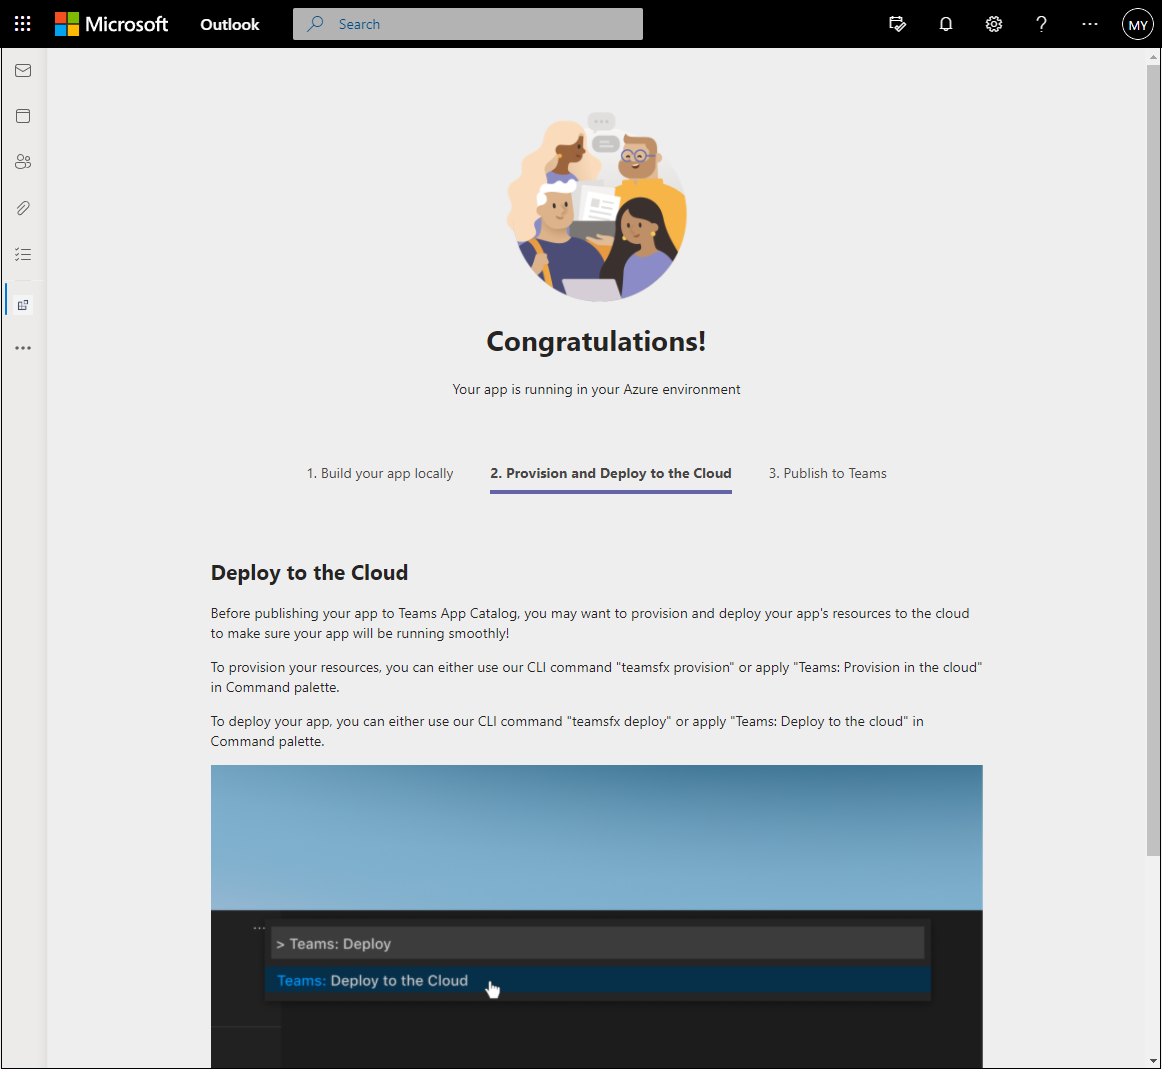 Microsoft Outlook Search MY
Congratulations!
Your app is running in your Azure environment
1. Build your app locally 2. Provision and Deploy to the Cloud 3. Publish to Teams
Deploy to the Cloud
Before publishing your app to Teams App Catalog, you may want to provision and deploy your app's resources to the cloud
to make sure your app will be running smoothly!
To provision your resources, you can either use our CLI command "teamsfx provision" or apply "Teams: Provision in the cloud"
in Command palette.
To deploy your app, you can either use our CLI command "teamsfx deploy" or apply "Teams: Deploy to the cloud" in
Command palette.
> Teams: Deploy
Teams: Deploy to the Cloud